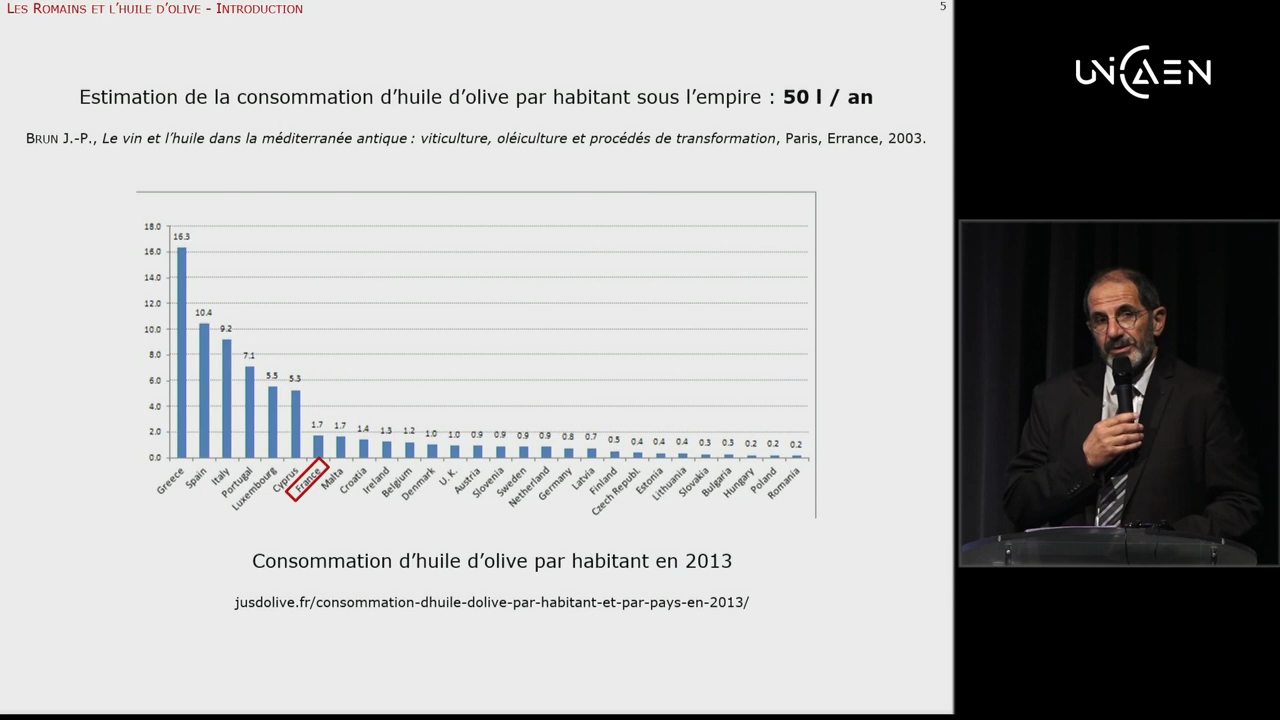 LES ROMAINS ET L'HUILE D'OLIVE - INTRODUCTION
5
UNICAEN
Estimation de la consommation d'huile d'olive par habitant sous l'empire : 50 l / an
BRUN J.-P., Le vin et l'huile dans la méditerranée antique : viticulture, oléiculture et procédés de transformation, Paris, Errance, 2003.
18.0
16.0
14.0
12.0
10.0
8.0
6.0
4.0
2.0
0.0
16.3
10.4
9.2
7.1
5.5
5.3
1.7
1.7
1.4
1.3
1.2
1.0
1.0
0.9
0.9
0.9
0.9
0.8
0.7
0.5
0.4
0.4
0.4
0.3
0.3
0.2
0.2
0.2
Greece
Spain
Italy
Portugal
Luxembourg
Cyprus
France
Malta
Croatia
Ireland
Belgium
Denmark
U. K.
Austria
Slovenia
Sweden
Netherland
Germany
Latvia
Finland
Czech Republ.
Estonia
Lithuania
Slovakia
Bulgaria
Hungary
Poland
Romania
Consommation d'huile d'olive par habitant en 2013
jusdolive.fr/consommation-dhuile-dolive-par-habitant-et-par-pays-en-2013/